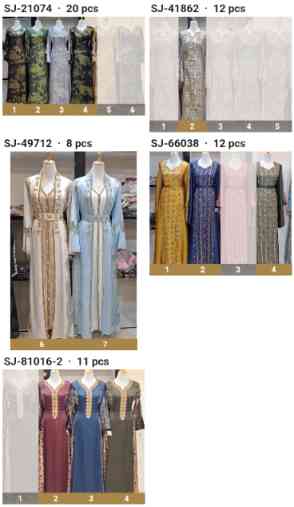 SJ-21074 · 20 pcs
1 2 3 4 5 6
SJ-41862 · 12 pcs
1 2 3 4 5
SJ-49712 · 8 pcs
6 7
SJ-66038 · 12 pcs
1 2 3 4
SJ-81016-2 · 11 pcs
1 2 3 4